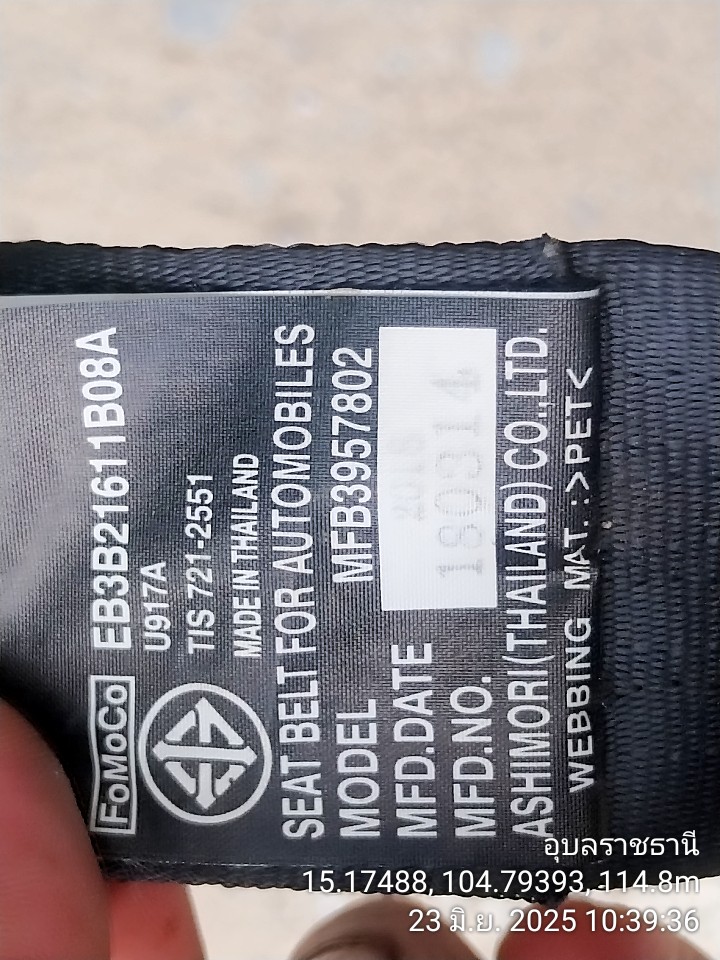 FoMoCo EB3B21611B08A
U917A
TIS 721-2551
MADE IN THAILAND
SEAT BELT FOR AUTOMOBILES
MODEL MFB3957802
MFD.DATE
MFD.NO.
ASHIMORI(THAILAND) CO.,LTD.
WEBBING MAT. :>PET<
อุบลราชธานี
15.17488, 104.79393, 114.8m
23 มิ.ย. 2025 10:39:36